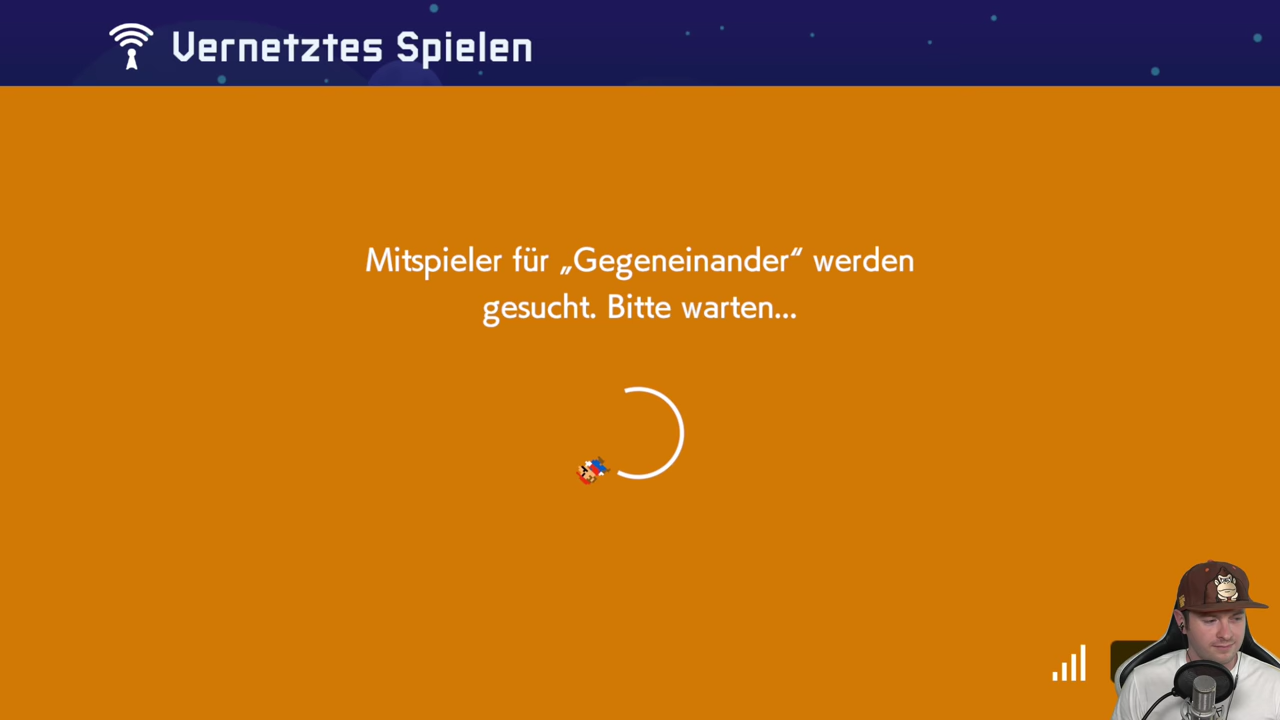 Vernetztes Spielen
Mitspieler für „Gegeneinander“ werden
gesucht. Bitte warten...